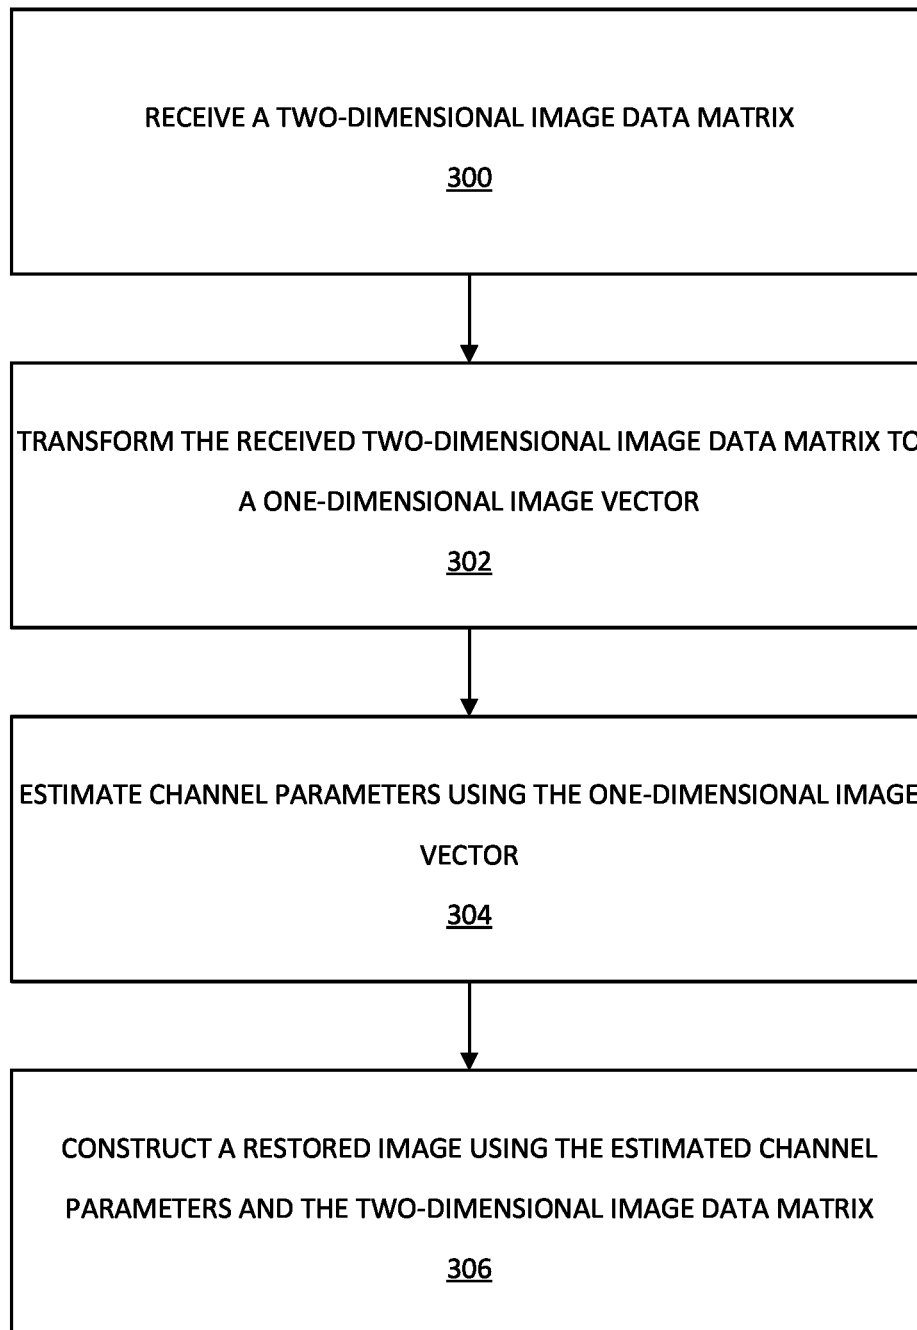 RECEIVE A TWO-DIMENSIONAL IMAGE DATA MATRIX
300
TRANSFORM THE RECEIVED TWO-DIMENSIONAL IMAGE DATA MATRIX TO
A ONE-DIMENSIONAL IMAGE VECTOR
302
ESTIMATE CHANNEL PARAMETERS USING THE ONE-DIMENSIONAL IMAGE
VECTOR
304
CONSTRUCT A RESTORED IMAGE USING THE ESTIMATED CHANNEL
PARAMETERS AND THE TWO-DIMENSIONAL IMAGE DATA MATRIX
306